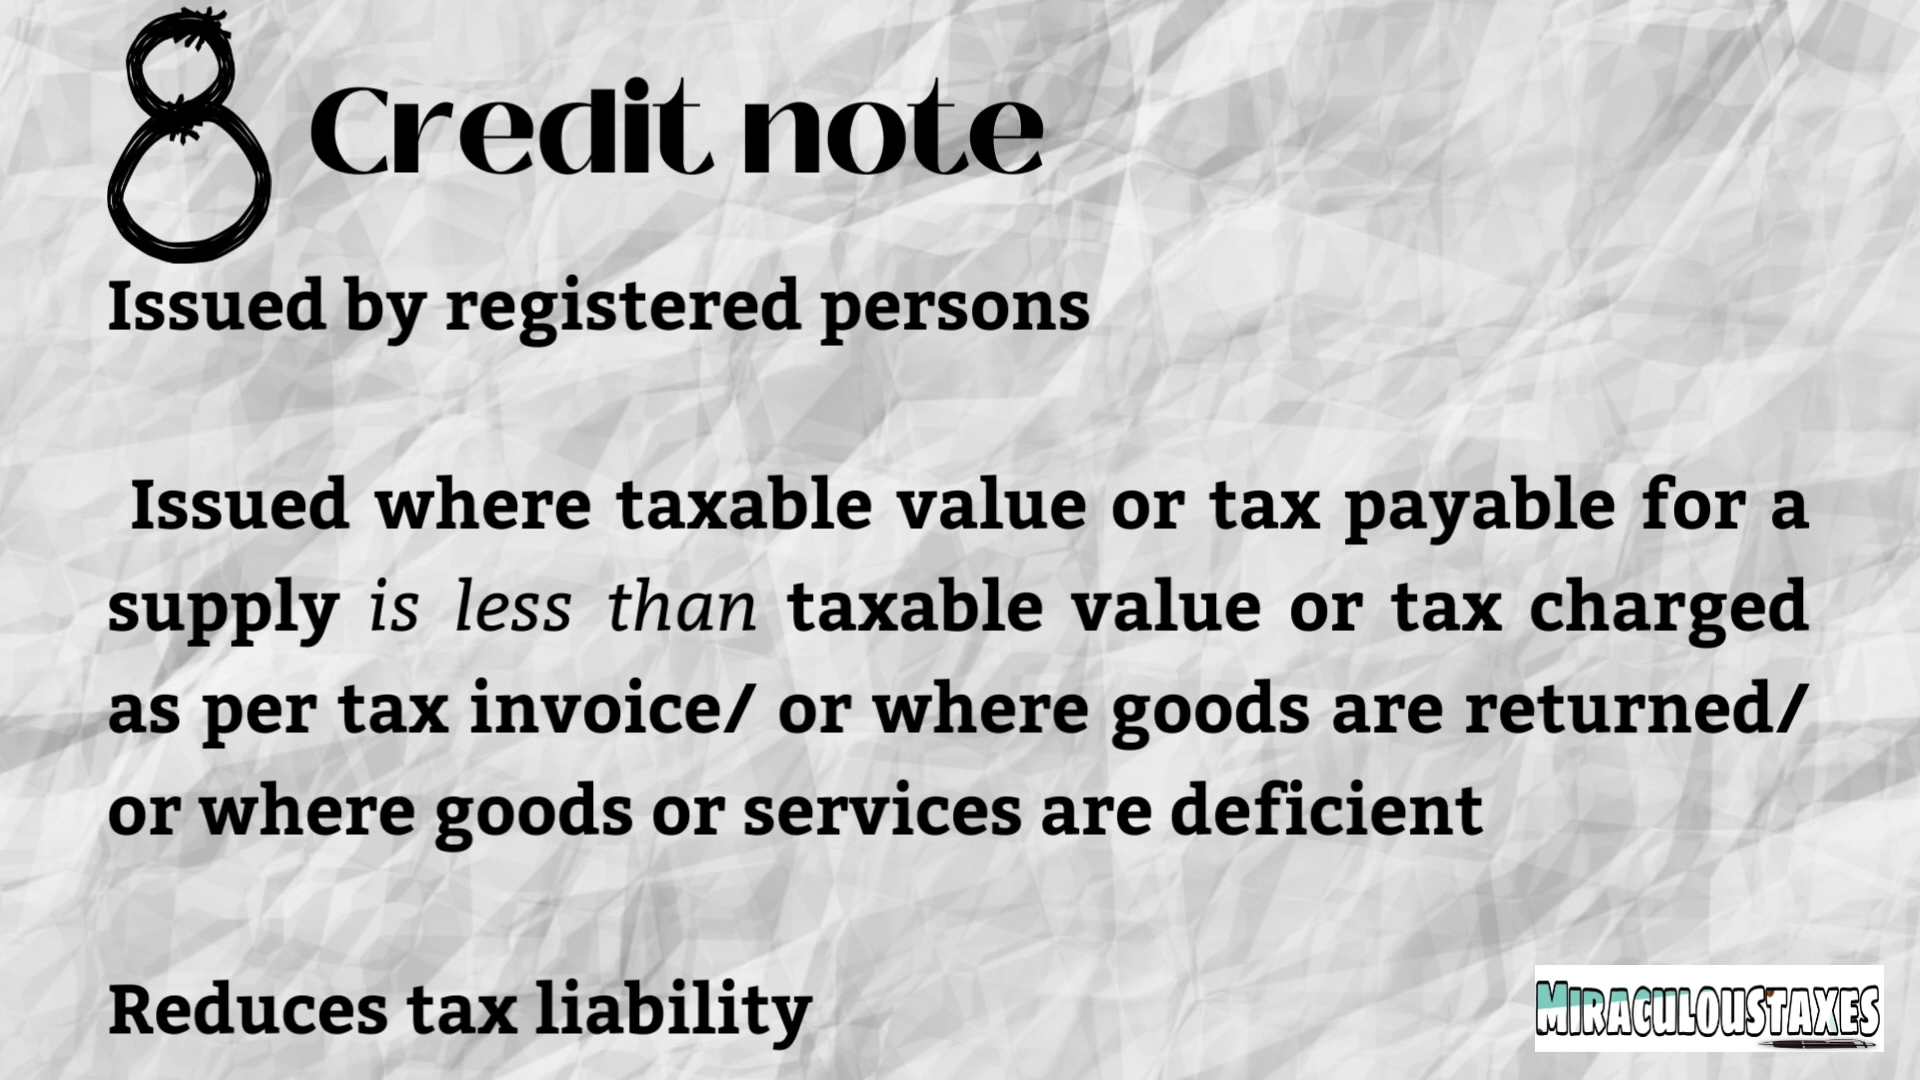 8 Credit note
Issued by registered persons
Issued where taxable value or tax payable for a
supply is less than taxable value or tax charged
as per tax invoice/ or where goods are returned/
or where goods or services are deficient
Reduces tax liability
MIRACULOUSTAXES